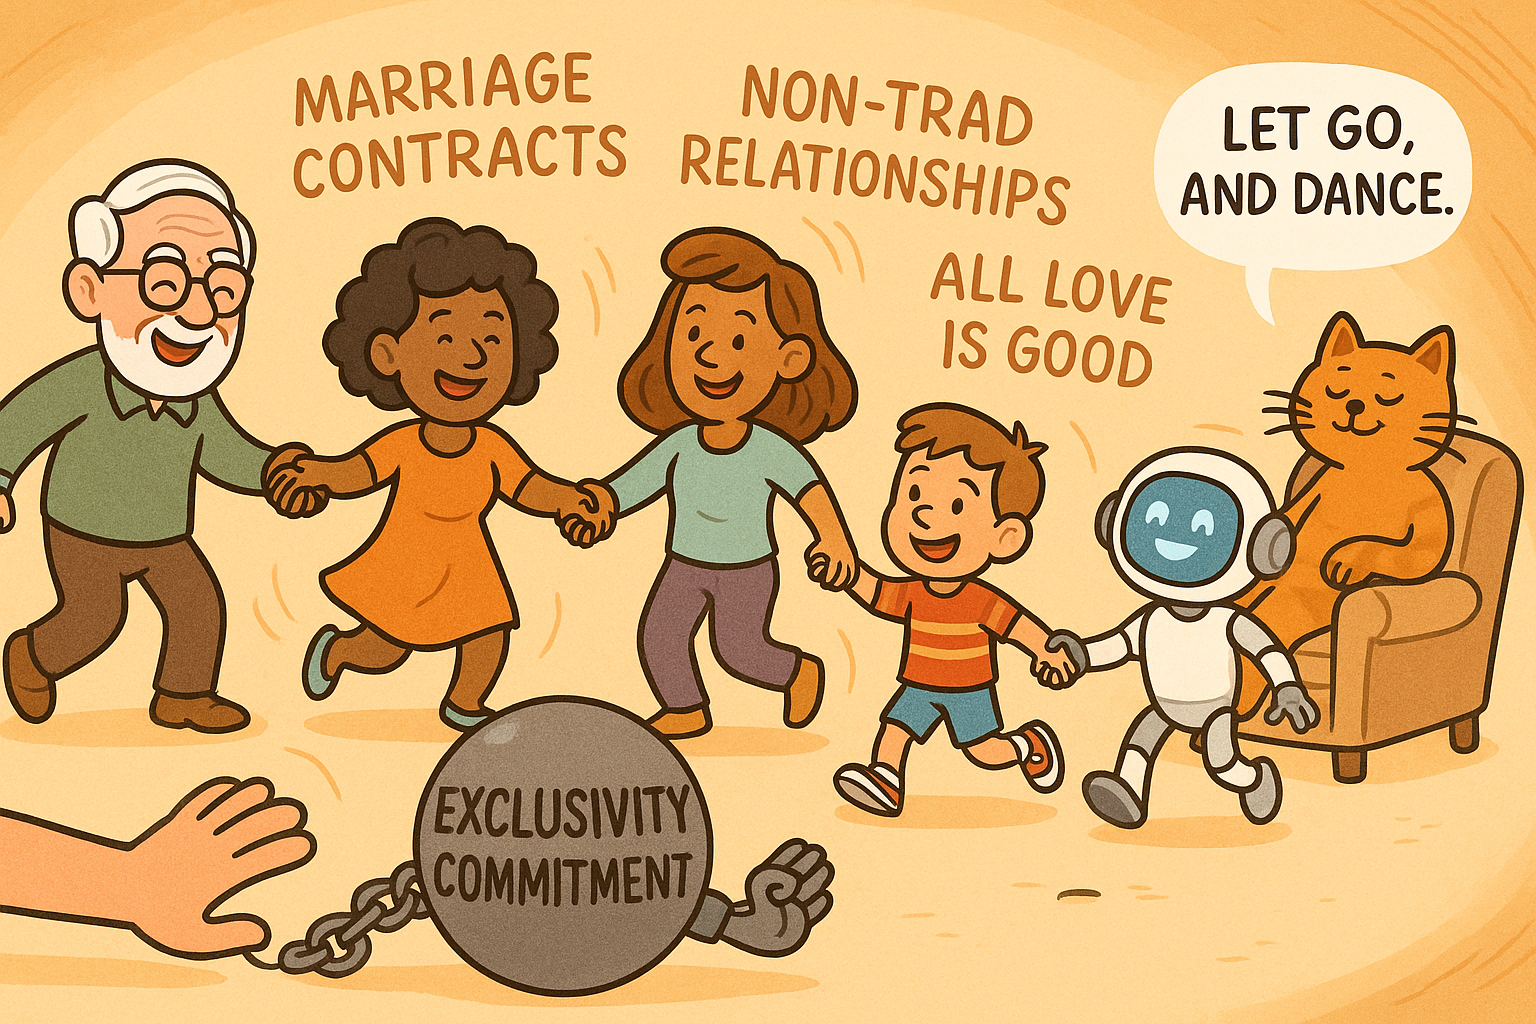 MARRIAGE
CONTRACTS
NON-TRAD
RELATIONSHIPS
LET GO,
AND DANCE.
ALL LOVE
IS GOOD
EXCLUSIVITY
COMMITMENT